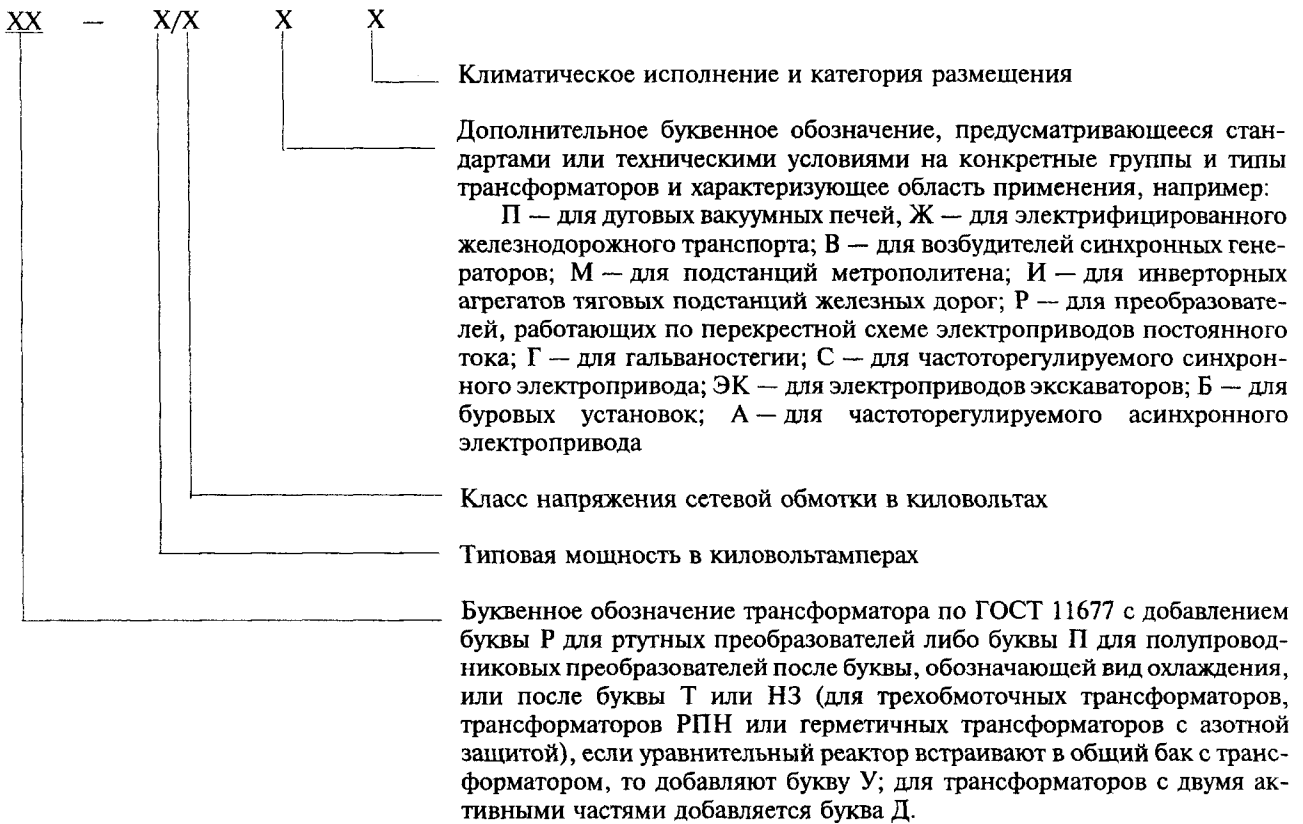 XX – X/X X X
Климатическое исполнение и категория размещения
Дополнительное буквенное обозначение, предусматривающееся стан-
дартами или техническими условиями на конкретные группы и типы
трансформаторов и характеризующее область применения, например:
П — для дуговых вакуумных печей, Ж — для электрифицированного
железнодорожного транспорта; В — для возбудителей синхронных гене-
раторов; М — для подстанций метрополитена; И — для инверторных
агрегатов тяговых подстанций железных дорог; Р — для преобразовате-
лей, работающих по перекрестной схеме электроприводов постоянного
тока; Г — для гальваностегии; С — для частоторегулируемого синхрон-
ного электропривода; ЭК — для электроприводов экскаваторов; Б — для
буровых установок; А — для частоторегулируемого асинхронного
электропривода
Класс напряжения сетевой обмотки в киловольтах
Типовая мощность в киловольтамперах
Буквенное обозначение трансформатора по ГОСТ 11677 с добавлением
буквы Р для ртутных преобразователей либо буквы П для полупровод-
никовых преобразователей после буквы, обозначающей вид охлаждения,
или после буквы Т или НЗ (для трехобмоточных трансформаторов,
трансформаторов РПН или герметичных трансформаторов с азотной
защитой), если уравнительный реактор встраивают в общий бак с транс-
форматором, то добавляют букву У; для трансформаторов с двумя ак-
тивными частями добавляется буква Д.